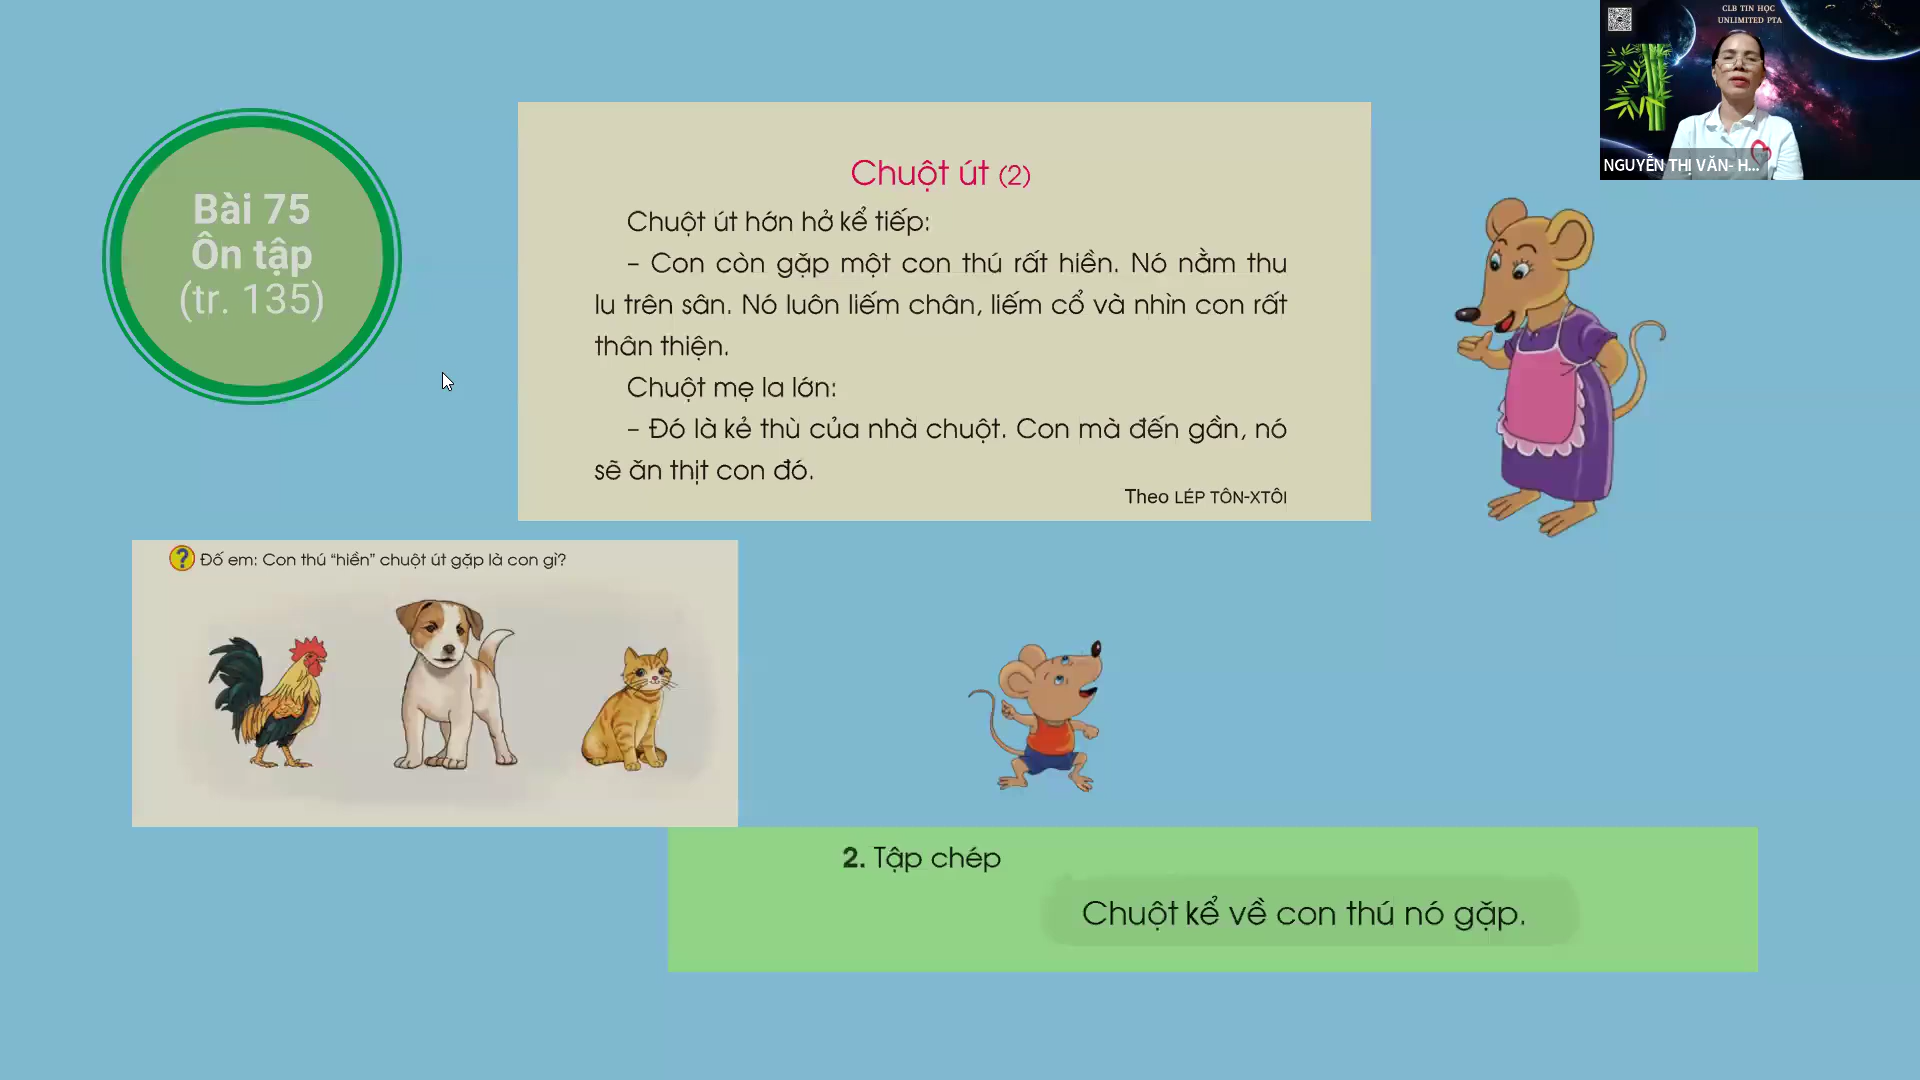 CLB TIN HỌC
UNLIMITED PTA
NGUYỄN THỊ VĂN- H...
Bài 75
Ôn tập
(tr. 135)
Chuột út (2)
Chuột út hớn hở kể tiếp:
– Con còn gặp một con thú rất hiền. Nó nằm thu
lu trên sân. Nó luôn liếm chân, liếm cổ và nhìn con rất
thân thiện.
Chuột mẹ la lớn:
– Đó là kẻ thù của nhà chuột. Con mà đến gần, nó
sẽ ăn thịt con đó.
Theo LÉP TÔN-XTÔI
? Đố em: Con thú “hiền” chuột út gặp là con gì?
2. Tập chép
Chuột kể về con thú nó gặp.